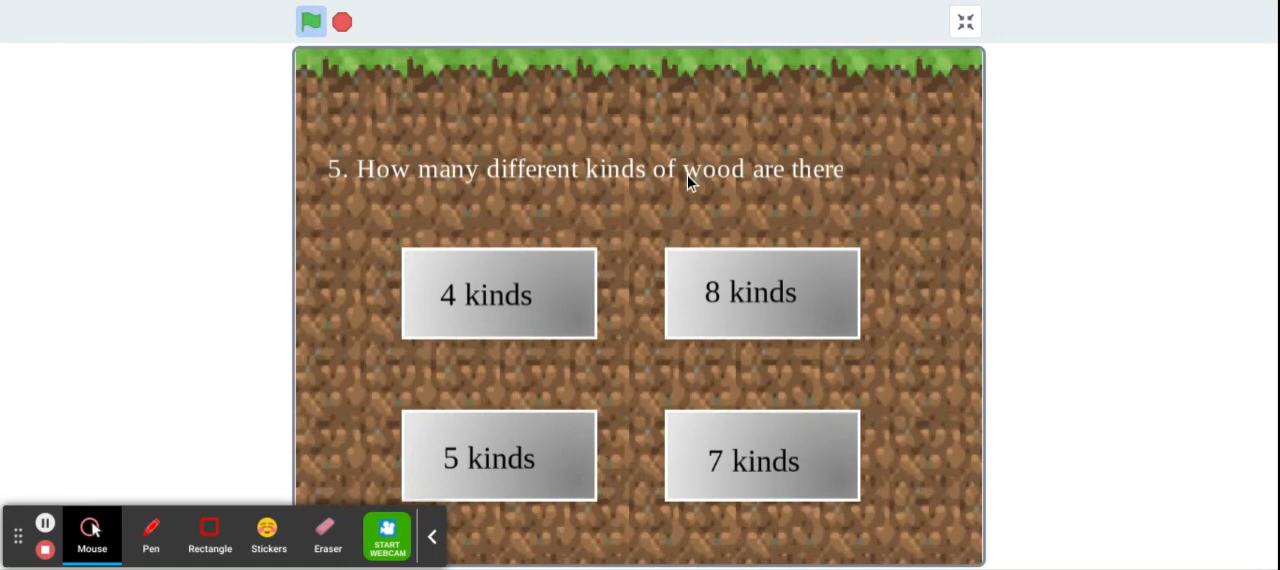 5. How many different kinds of wood are there
4 kinds
8 kinds
5 kinds
7 kinds
Mouse
Pen
Rectangle
Stickers
Eraser
START
WEBCAM